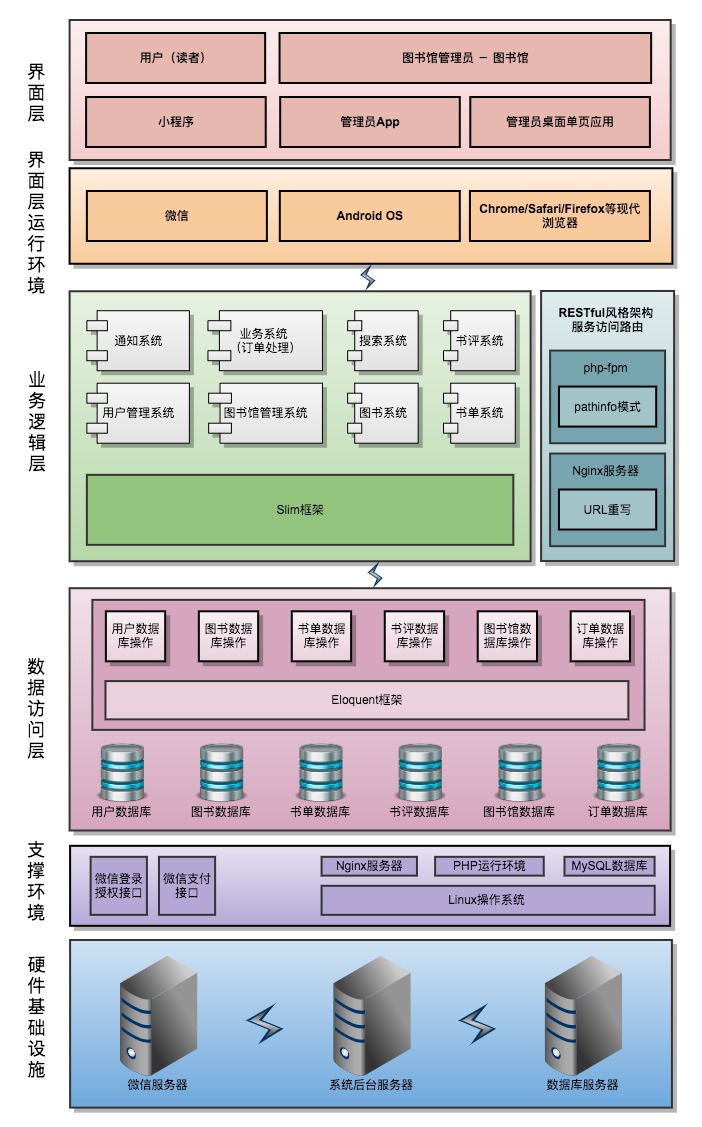 界面层
用户（读者）
图书馆管理员 － 图书馆
小程序
管理员App
管理员桌面单页应用
界面层运行环境
微信
Android OS
Chrome/Safari/Firefox等现代
浏览器
业务逻辑层
通知系统
业务系统
（订单处理）
搜索系统
书评系统
用户管理系统
图书馆管理系统
图书系统
书单系统
Slim框架
RESTful风格架构
服务访问路由
php-fpm
pathinfo模式
Nginx服务器
URL重写
数据访问层
用户数据
库操作
图书数据
库操作
书单数据
库操作
书评数据
库操作
图书馆数
据库操作
订单数据
库操作
Eloquent框架
用户数据库
图书数据库
书单数据库
书评数据库
图书馆数据库
订单数据库
支撑环境
微信登录
授权接口
微信支付
接口
Nginx服务器
PHP运行环境
MySQL数据库
Linux操作系统
硬件基础设施
微信服务器
系统后台服务器
数据库服务器